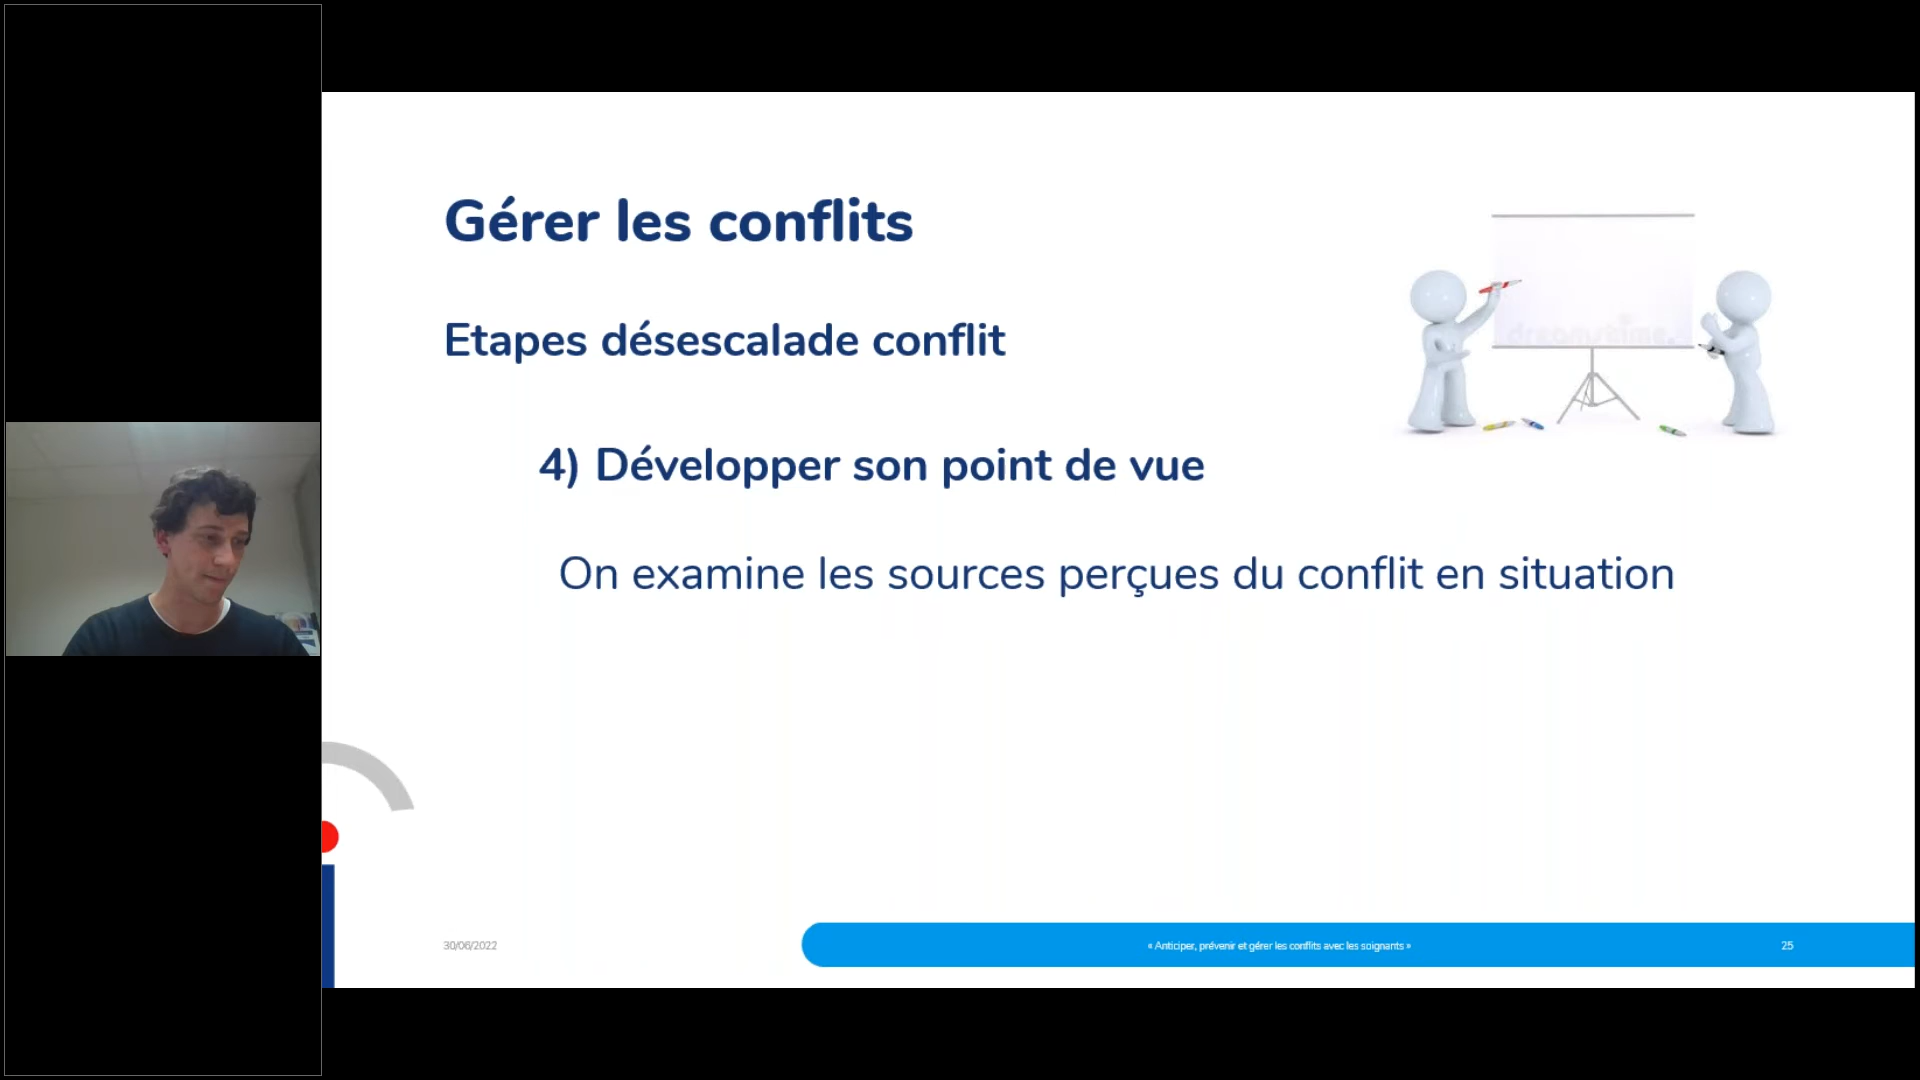 Gérer les conflits
Etapes désescalade conflit
dreamstime
4) Développer son point de vue
On examine les sources perçues du conflit en situation
30/06/2022
« Anticiper, prévenir et gérer les conflits avec les soignants »
25